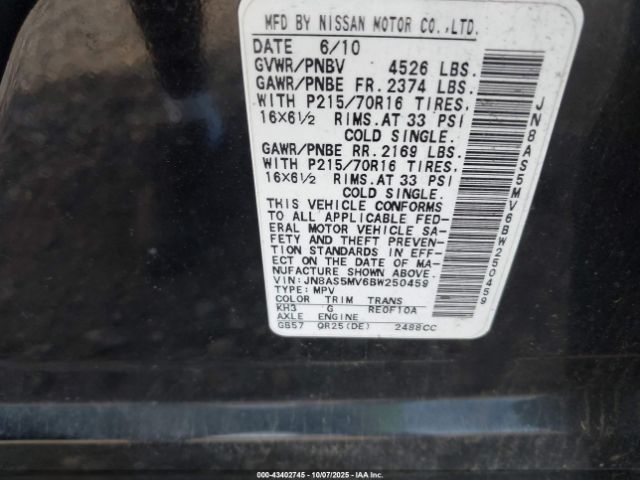 MFD BY NISSAN MOTOR CO.,LTD.
DATE 6/10
GVWR/PNBV 4526 LBS.
GAWR/PNBE FR. 2374 LBS.
WITH P215/70R16 TIRES,
16×6½ RIMS.AT 33 PSI
COLD SINGLE.
GAWR/PNBE RR. 2169 LBS.
WITH P215/70R16 TIRES,
16×6½ RIMS.AT 33 PSI
COLD SINGLE.
THIS VEHICLE CONFORMS
TO ALL APPLICABLE FED-
ERAL MOTOR VEHICLE SA-
FETY AND THEFT PREVEN-
TION STANDARDS IN EFF-
ECT ON THE DATE OF MA-
NUFACTURE SHOWN ABOVE.
VIN: JN8AS5MV6BW250459
TYPE: MPV
COLOR TRIM TRANS
KH3 G RE0F10A
AXLE ENGINE
GB57 QR25(DE) 2488CC
JN8AS5MV6BW250459
000-43402745 - 10/07/2025 - IAA Inc.